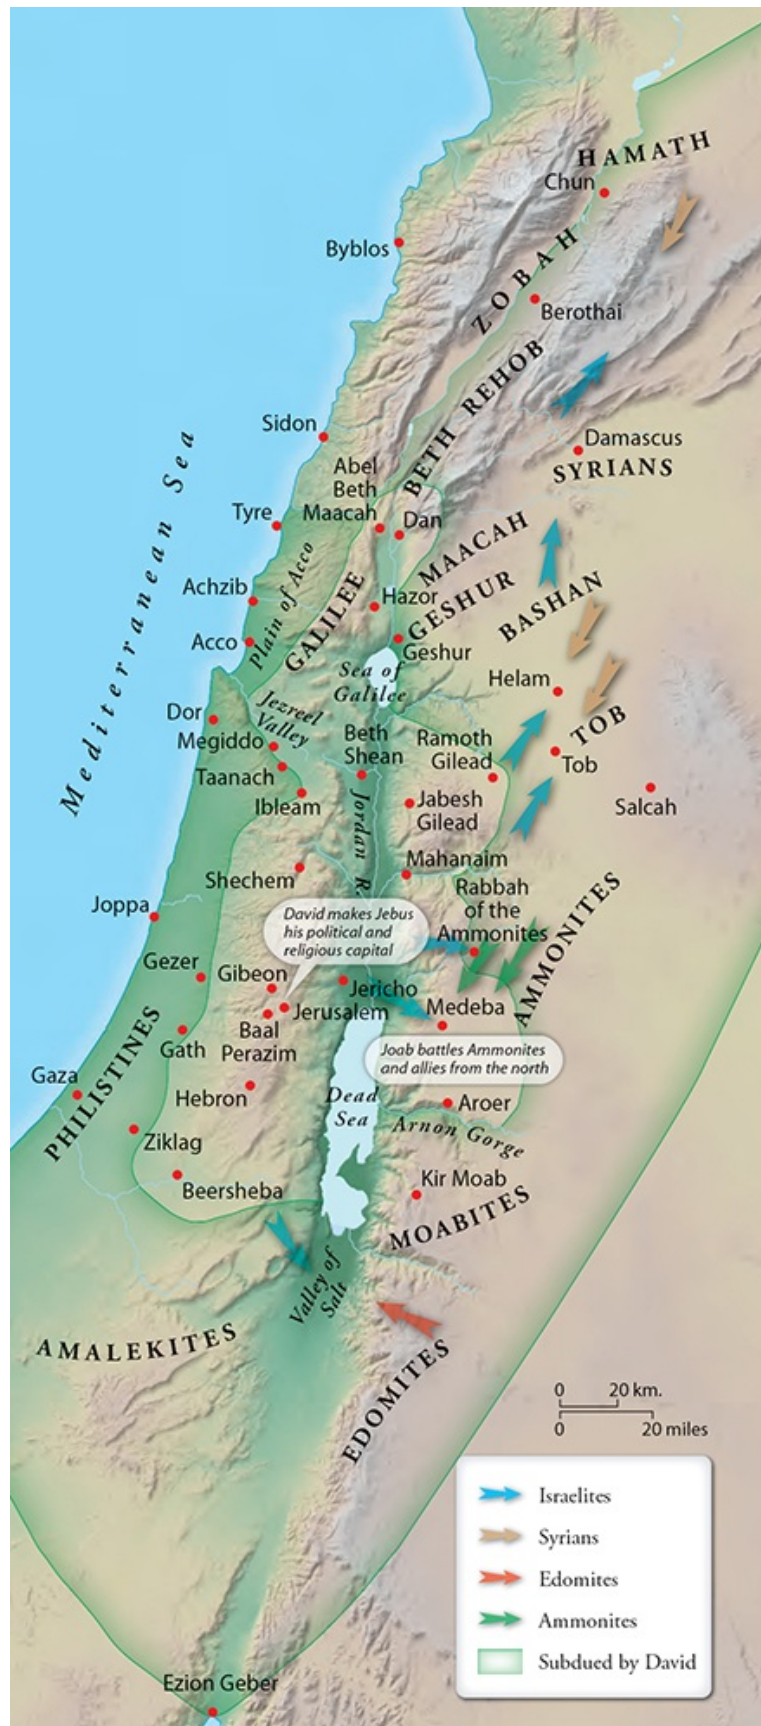 HAMATH
Chun
Byblos
ZOBAH
Berothai
BETH REHOB
Sidon
Damascus
SYRIANS
Abel
Beth
Maacah
Dan
Tyre
Mediterranean Sea
MAACAH
Plain of Acco
Achzib
GALILEE
Hazor
GESHUR
BASHAN
Acco
Geshur
Sea of
Galilee
Helam
Dor
Jezreel
Valley
TOB
Megiddo
Beth
Shean
Ramoth
Gilead
Tob
Taanach
Ibleam
Jordan R.
Jabesh
Gilead
Salcah
Shechem
Mahanaim
Joppa
Rabbah
of the
Ammonites
AMMONITES
David makes Jebus
his political and
religious capital
Gezer
Gibeon
Jericho
Jerusalem
Medeba
Baal
Perazim
Gath
PHILISTINES
Joab battles Ammonites
and allies from the north
Gaza
Hebron
Dead
Sea
Aroer
Arnon Gorge
Ziklag
Beersheba
Kir Moab
MOABITES
Valley of
Salt
AMALEKITES
EDOMITES
0 20 km.
0 20 miles
Israelites
Syrians
Edomites
Ammonites
Subdued by David
Ezion Geber